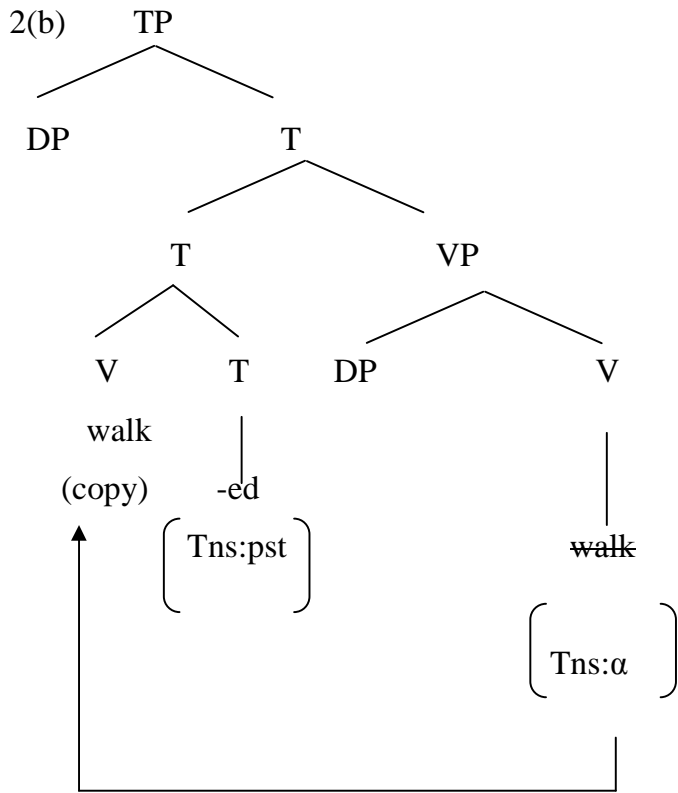 2(b) TP
DP T
T VP
V T DP V
walk
(copy) -ed
Tns:pst walk
Tns:α